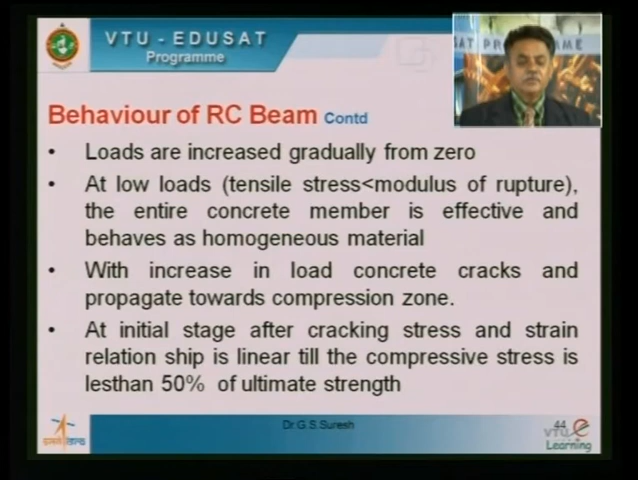 VTU - EDUSAT
Programme
SAT PROGRAMME
Behaviour of RC Beam Contd
• Loads are increased gradually from zero
• At low loads (tensile stress<modulus of rupture),
the entire concrete member is effective and
behaves as homogeneous material
• With increase in load concrete cracks and
propagate towards compression zone.
• At initial stage after cracking stress and strain
relation ship is linear till the compressive stress is
lesthan 50% of ultimate strength
Dr.G.S.Suresh
44
VTU e
Learning